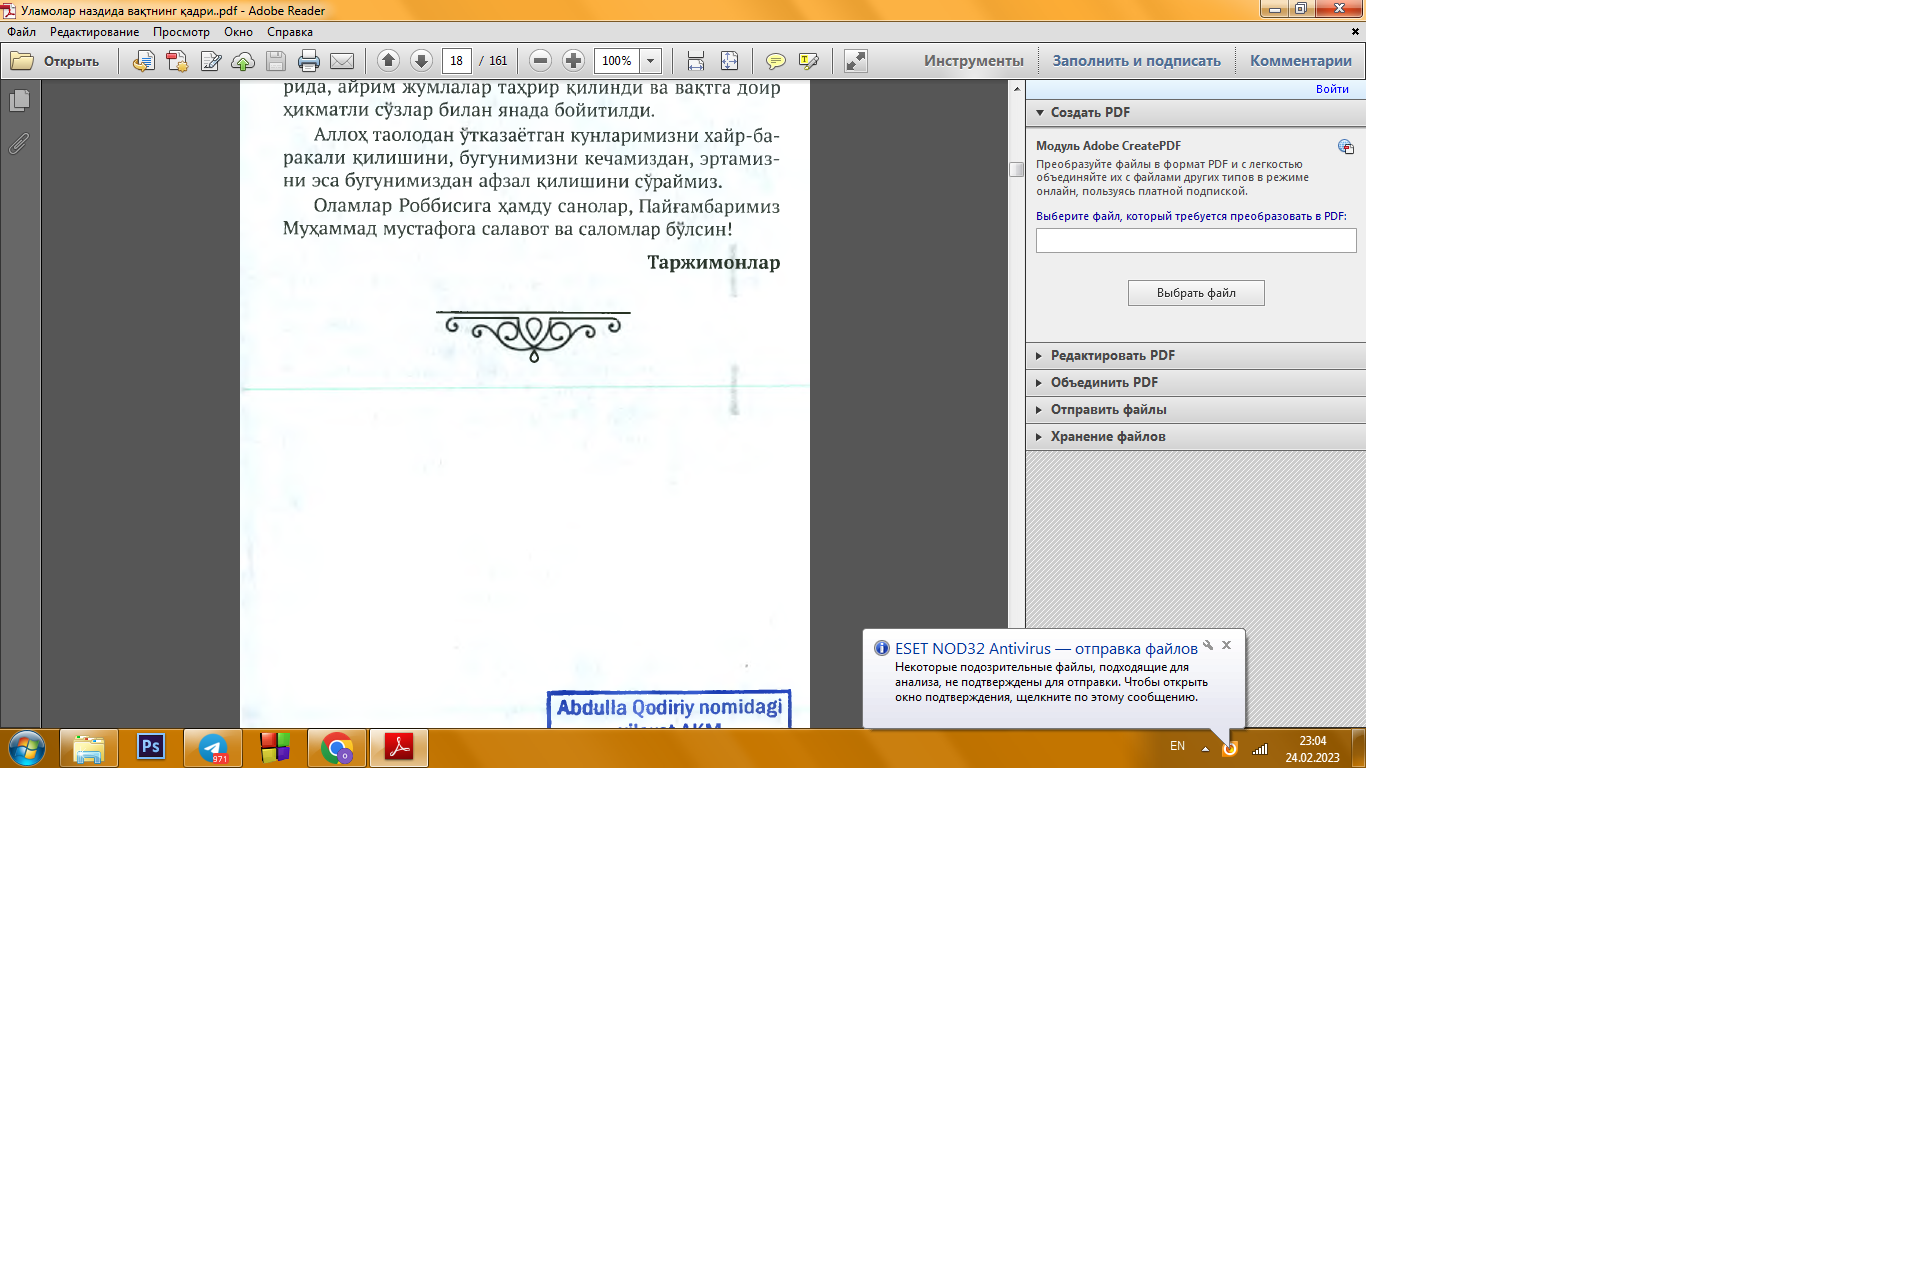 Уламолар наздида вақтнинг қадри..pdf - Adobe Reader
Файл Редактирование Просмотр Окно Справка
Открыть 18 / 161 100% Инструменты Заполнить и подписать Комментарии
рида, айрим жумлалар таҳрир қилинди ва вақтга доир
ҳикматли сўзлар билан янада бойитилди.
Аллоҳ таолодан ўтказаётган кунларимизни хайр-ба-
ракали қилишини, бугунимизни кечамиздан, эртамиз-
ни эса бугунимиздан афзал қилишини сўраймиз.
Оламлар Роббисига ҳамду санолар, Пайғамбаримиз
Муҳаммад мустафога салавот ва саломлар бўлсин!
Таржимонлар
Abdulla Qodiriy nomidagi
Войти
Создать PDF
Модуль Adobe CreatePDF
Преобразуйте файлы в формат PDF и с легкостью
объединяйте их с файлами других типов в режиме
онлайн, пользуясь платной подпиской.
Выберите файл, который требуется преобразовать в PDF:
Выбрать файл
Редактировать PDF
Объединить PDF
Отправить файлы
Хранение файлов
ESET NOD32 Antivirus — отправка файлов
Некоторые подозрительные файлы, подходящие для
анализа, не подтверждены для отправки. Чтобы открыть
окно подтверждения, щелкните по этому сообщению.
Ps 971 EN 23:04
24.02.2023